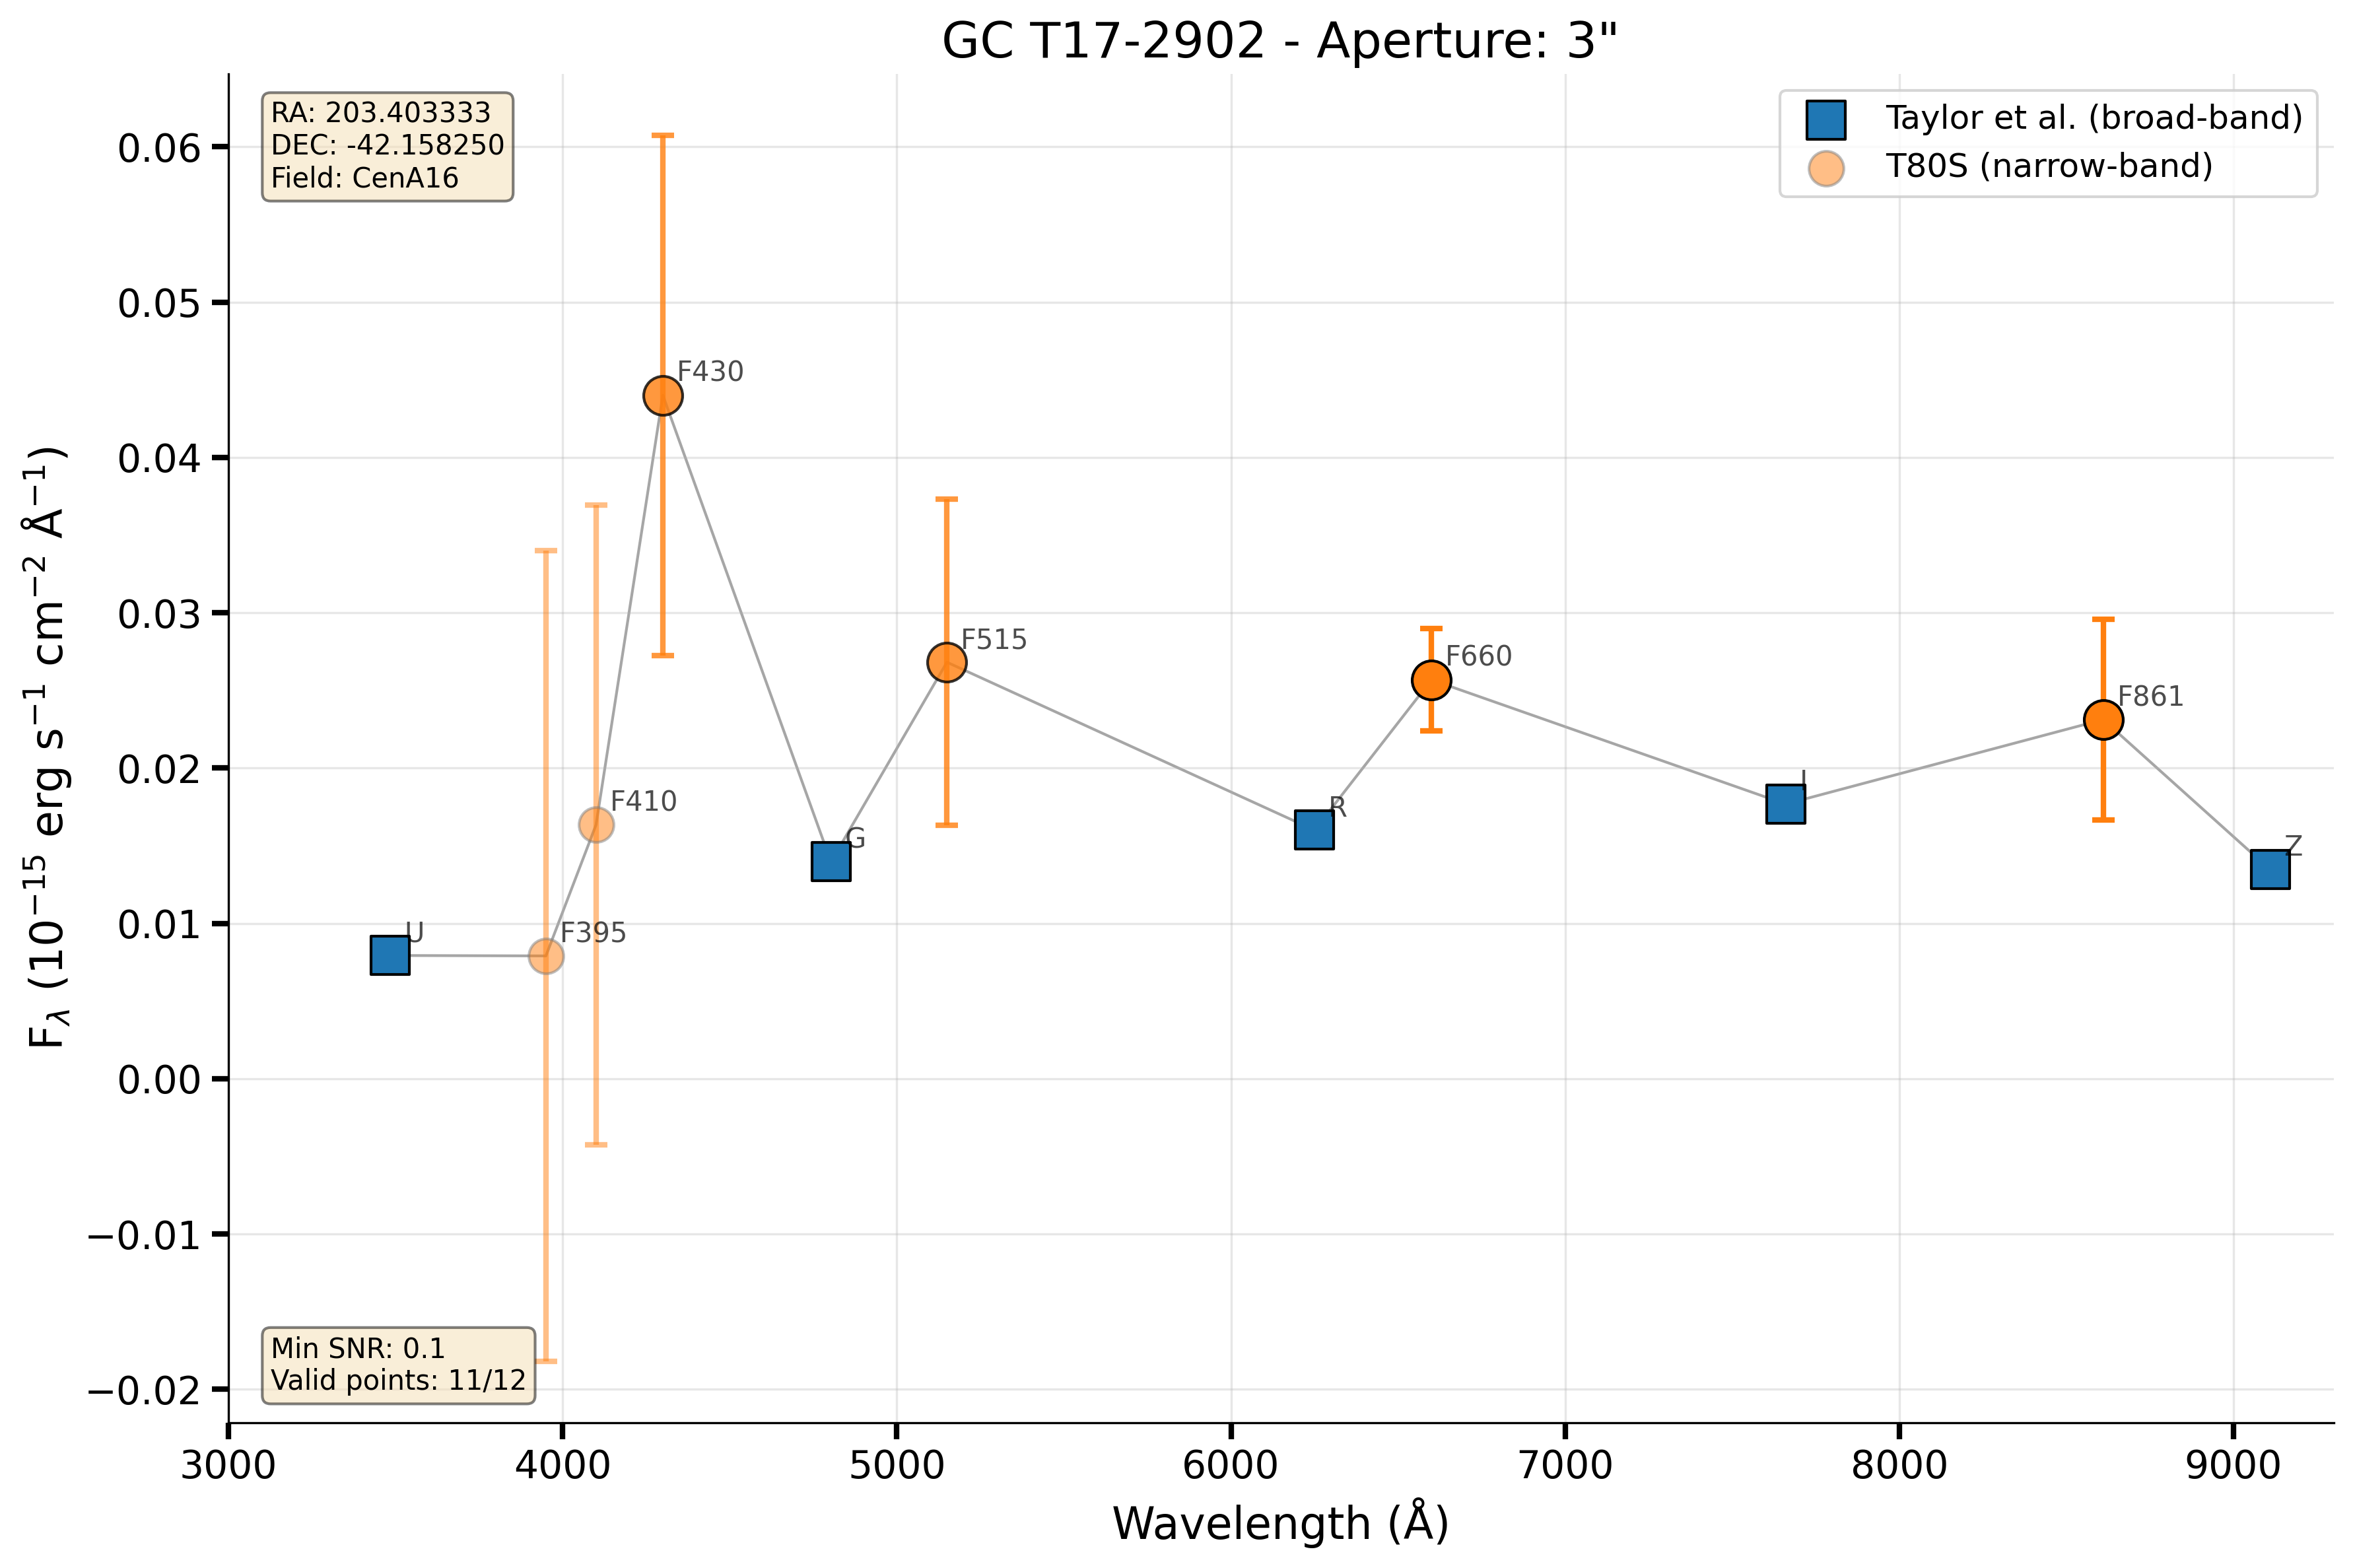 GC T17-2902 - Aperture: 3"
RA: 203.403333
DEC: -42.158250
Field: CenA16
Taylor et al. (broad-band)
T80S (narrow-band)
0.06
0.05
0.04
0.03
0.02
0.01
0.00
−0.01
−0.02
F_λ (10⁻¹⁵ erg s⁻¹ cm⁻² Å⁻¹)
U
F395
F410
F430
G
F515
R
F660
I
F861
Z
Min SNR: 0.1
Valid points: 11/12
3000 4000 5000 6000 7000 8000 9000
Wavelength (Å)